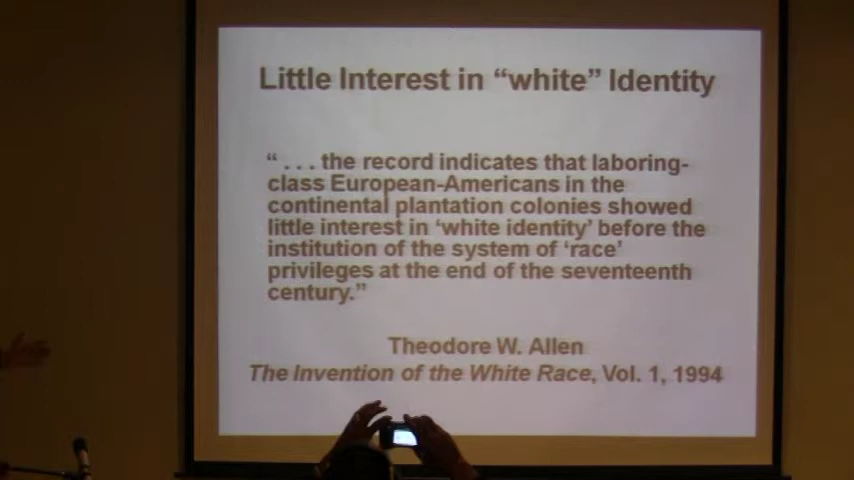 Little Interest in “white” Identity
“ . . . the record indicates that laboring-
class European-Americans in the
continental plantation colonies showed
little interest in ‘white identity’ before the
institution of the system of ‘race’
privileges at the end of the seventeenth
century.”
Theodore W. Allen
The Invention of the White Race, Vol. 1, 1994